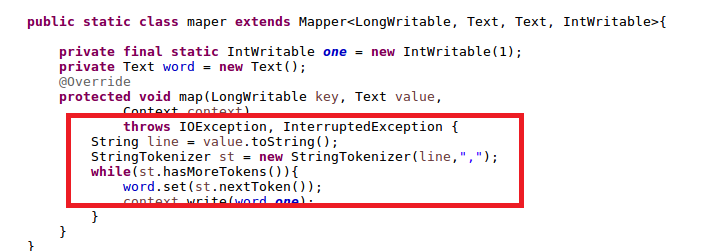 public static class maper extends Mapper<LongWritable, Text, Text, IntWritable>{
private final static IntWritable one = new IntWritable(1);
private Text word = new Text();
@Override
protected void map(LongWritable key, Text value,
Context context)
throws IOException, InterruptedException {
String line = value.toString();
StringTokenizer st = new StringTokenizer(line,",");
while(st.hasMoreTokens()){
word.set(st.nextToken());
context.write(word,one);
}
}
}